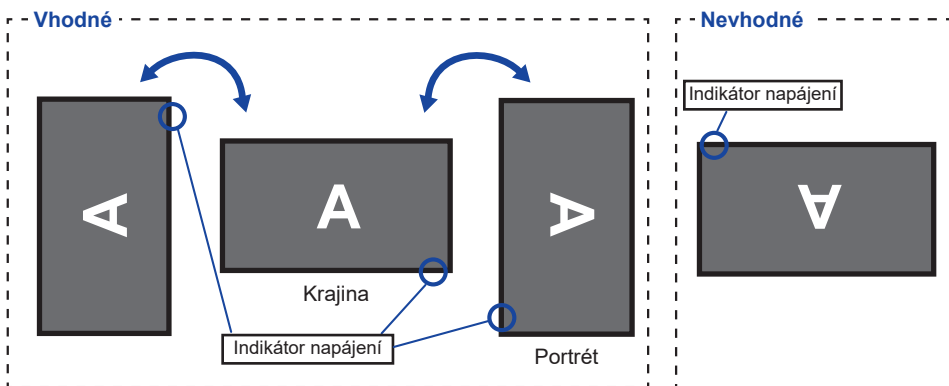 Vhodné
Nevhodné
Indikátor napájení
A
A
A
A
Krajina
Indikátor napájení
Portrét